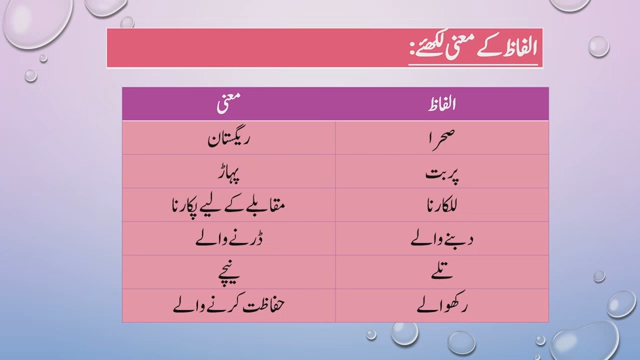 الفاظ کے معنی لکھئے:
الفاظ معنی
صحرا ریگستان
پربت پہاڑ
للکارنا مقابلے کے لیے پکارنا
دبنے والے ڈرنے والے
تلے نیچے
رکھوالے حفاظت کرنے والے